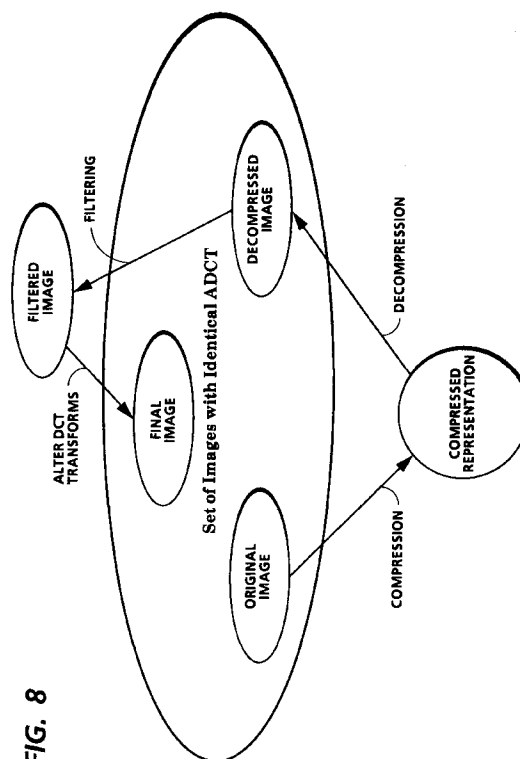 FIG. 8
FILTERED
IMAGE
FILTERING
ALTER DCT
TRANSFORMS
FINAL
IMAGE
DECOMPRESSED
IMAGE
Set of Images with Identical ADCT
ORIGINAL
IMAGE
DECOMPRESSION
COMPRESSION
COMPRESSED
REPRESENTATION